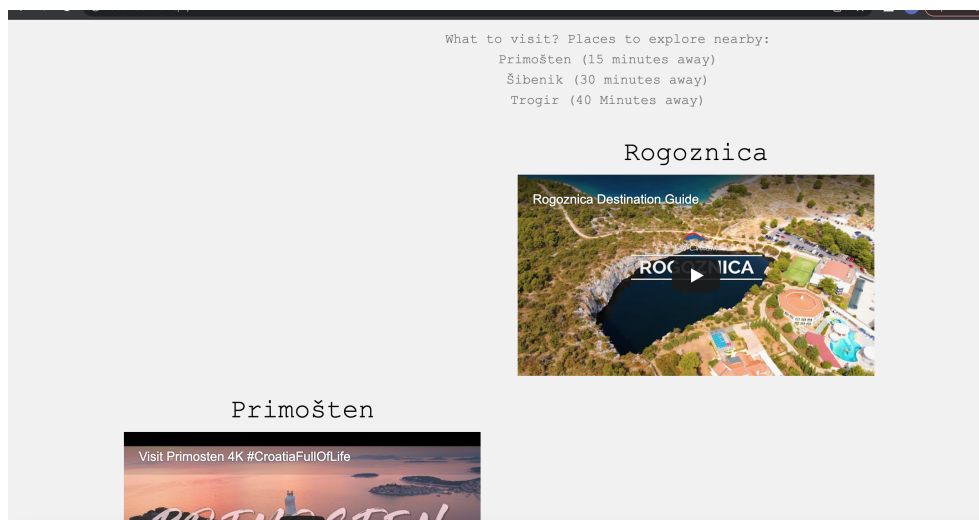 What to visit? Places to explore nearby:
Primošten (15 minutes away)
Šibenik (30 minutes away)
Trogir (40 Minutes away)
Rogoznica
Rogoznica Destination Guide
ROGOZNICA
Primošten
Visit Primosten 4K #CroatiaFullOfLife
PRIMOSTEN